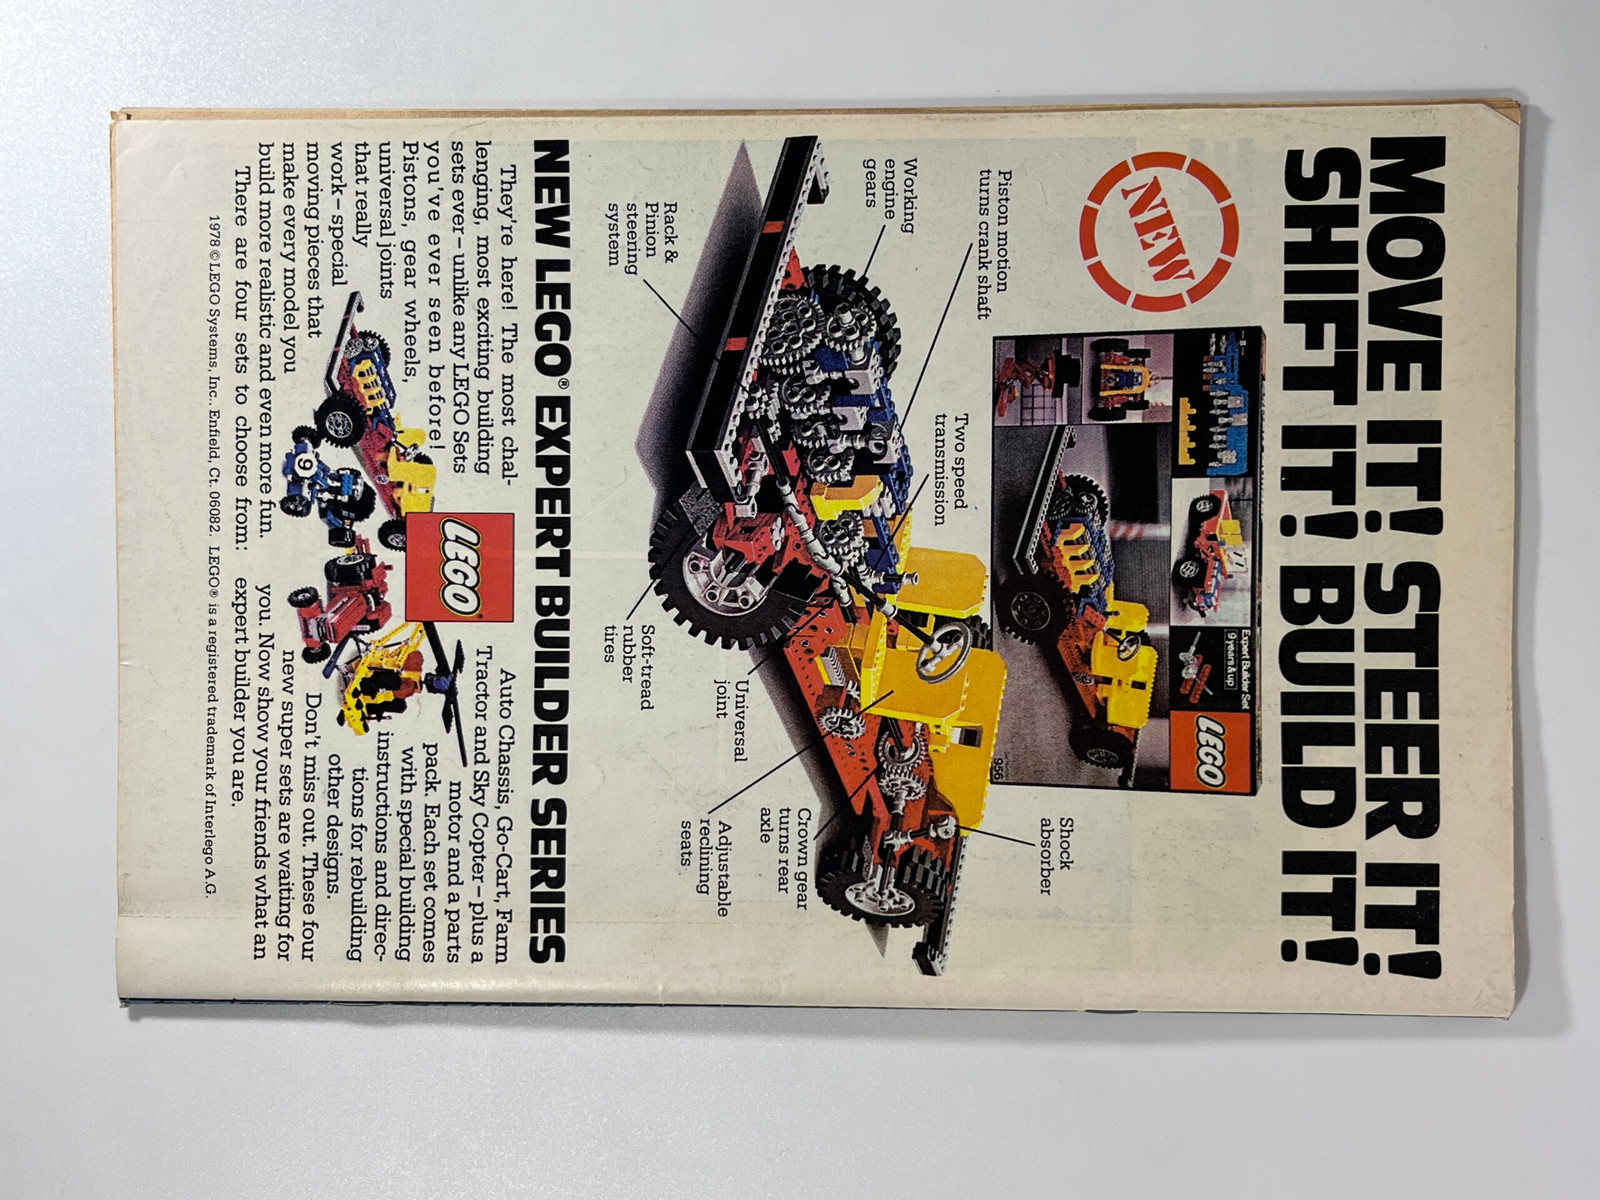 MOVE IT! STEER IT!
SHIFT IT! BUILD IT!
NEW
Expert Builder Set
9 years & up
LEGO
956
Piston motion
turns crank shaft
Working
engine
gears
Two speed
transmission
Shock
absorber
Rack &
Pinion
steering
system
Soft-tread
rubber
tires
Universal
joint
Crown gear
turns rear
axle
Adjustable
reclining
seats
NEW LEGO® EXPERT BUILDER SERIES
They're here! The most chal-
lenging, most exciting building
sets ever – unlike any LEGO Sets
you've ever seen before!
Pistons, gear wheels,
universal joints
that really
work – special
moving pieces that
make every model you
build more realistic and even more fun.
There are four sets to choose from:
LEGO®
9
Auto Chassis, Go-Cart, Farm
Tractor and Sky Copter – plus a
motor and a parts
pack. Each set comes
with special building
instructions and direc-
tions for rebuilding
other designs.
Don't miss out. These four
new super sets are waiting for
you. Now show your friends what an
expert builder you are.
1978 © LEGO Systems, Inc., Enfield, Ct. 06082. LEGO® is a registered trademark of Interlego A.G.